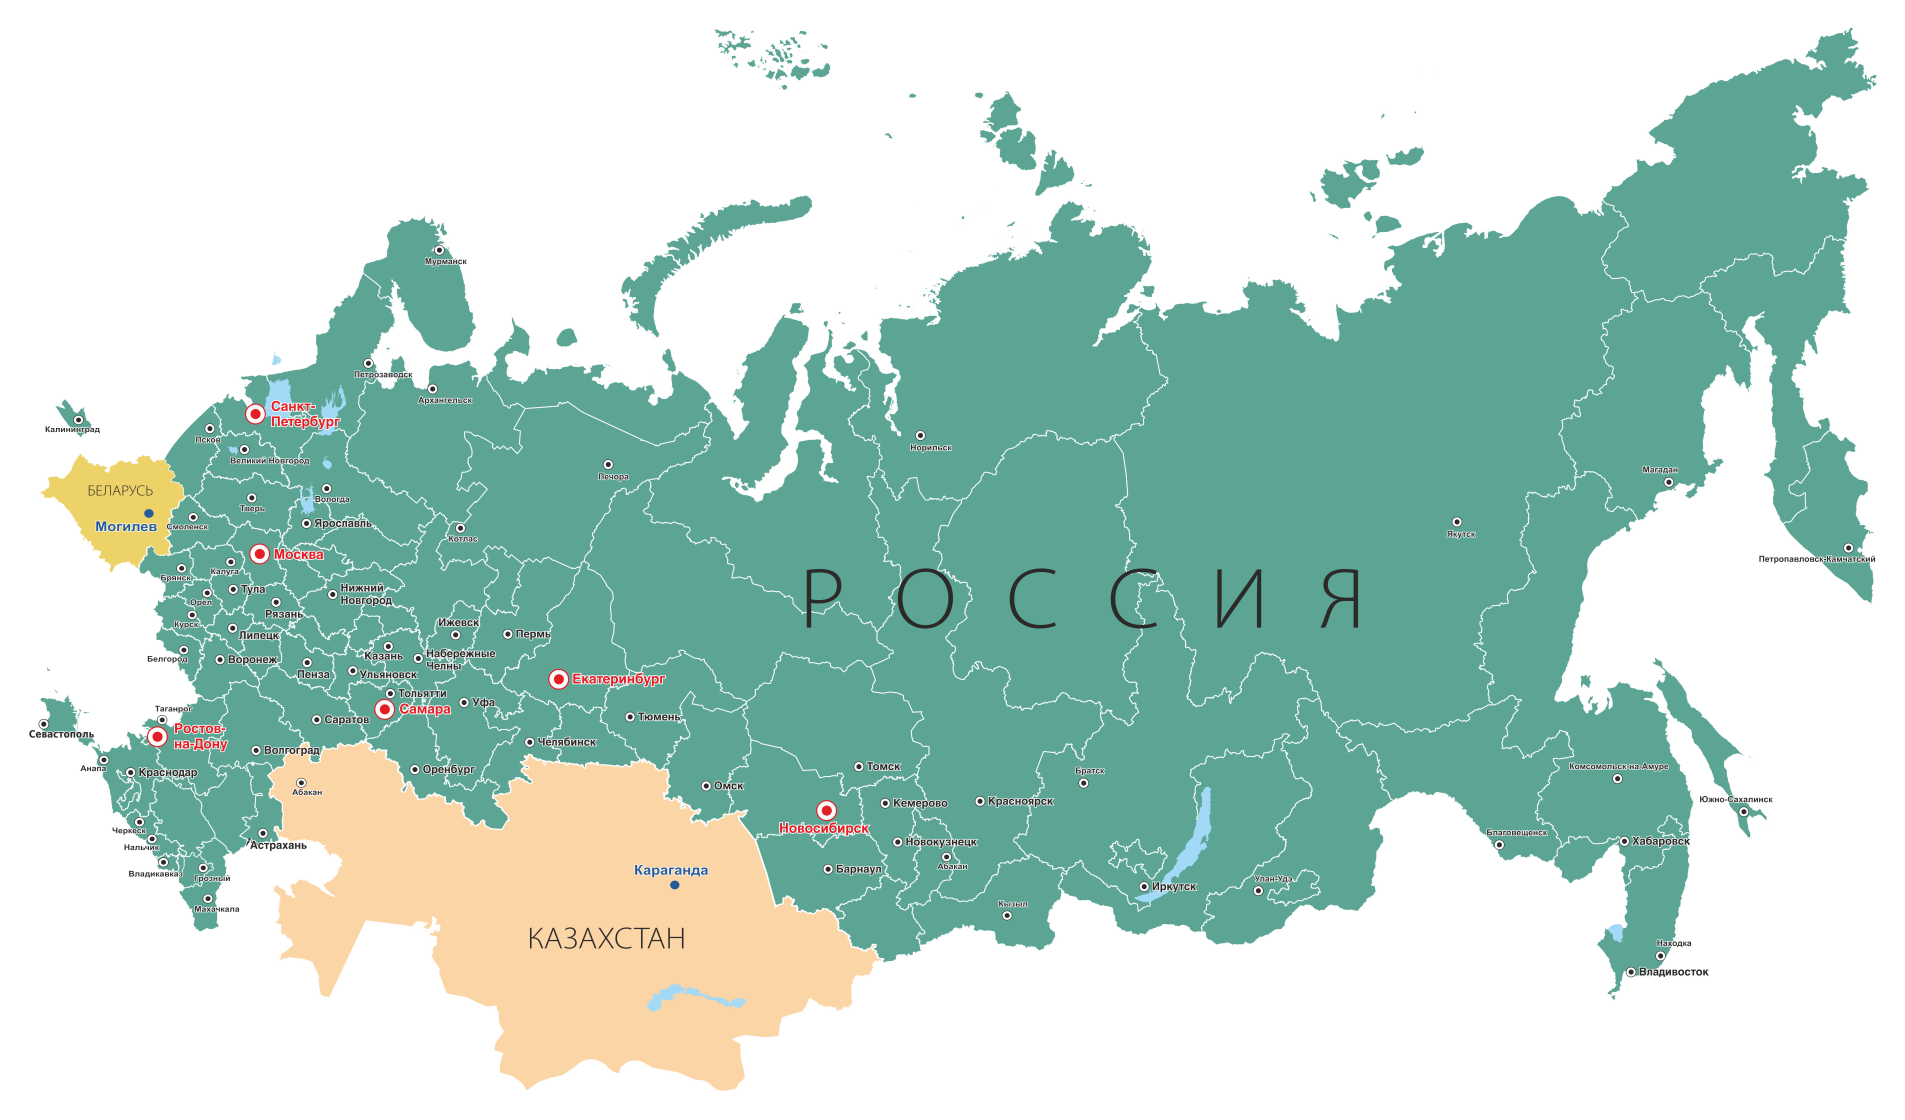 Мурманск
Петрозаводск
Архангельск
Санкт-
Петербург
Калининград
Псков
Великий Новгород
Норильск
Печора
Магадан
БЕЛАРУСЬ
Могилев
Тверь
Вологда
Смоленск
Ярославль
Котлас
Якутск
Москва
Петропавловск-Камчатский
Брянск
Калуга
Тула
Нижний
Новгород
РОССИЯ
Орел
Рязань
Курск
Липецк
Ижевск
Пермь
Белгород
Воронеж
Пенза
Казань
Набережные
Челны
Ульяновск
Екатеринбург
Тольятти
Самара
Уфа
Таганрог
Саратов
Тюмень
Севастополь
Ростов-
на-Дону
Волгоград
Челябинск
Анапа
Краснодар
Оренбург
Томск
Братск
Комсомольск на Амуре
Абакан
Омск
Кемерово
Красноярск
Южно-Сахалинск
Новосибирск
Черкеск
Нальчик
Астрахань
Новокузнецк
Благовещенск
Хабаровск
Владикавказ
Грозный
Караганда
Барнаул
Абакан
Иркутск
Улан-Удэ
Махачкала
Кызыл
КАЗАХСТАН
Находка
Владивосток